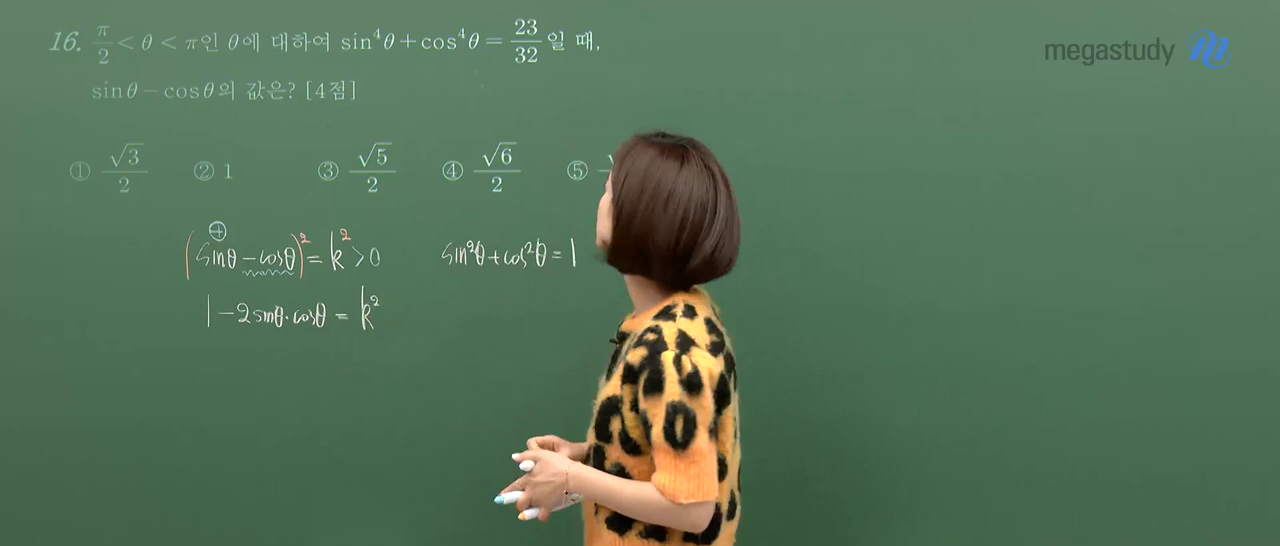 16. π/2 < θ < π인 θ에 대하여 sin⁴θ + cos⁴θ = 23/32 일 때,
sinθ − cosθ의 값은? [4점]
① √3/2 ② 1 ③ √5/2 ④ √6/2 ⑤
⊕
(sinθ − cosθ)² = k² > 0 sin²θ + cos²θ = 1
1 − 2sinθ·cosθ = k²
megastudy